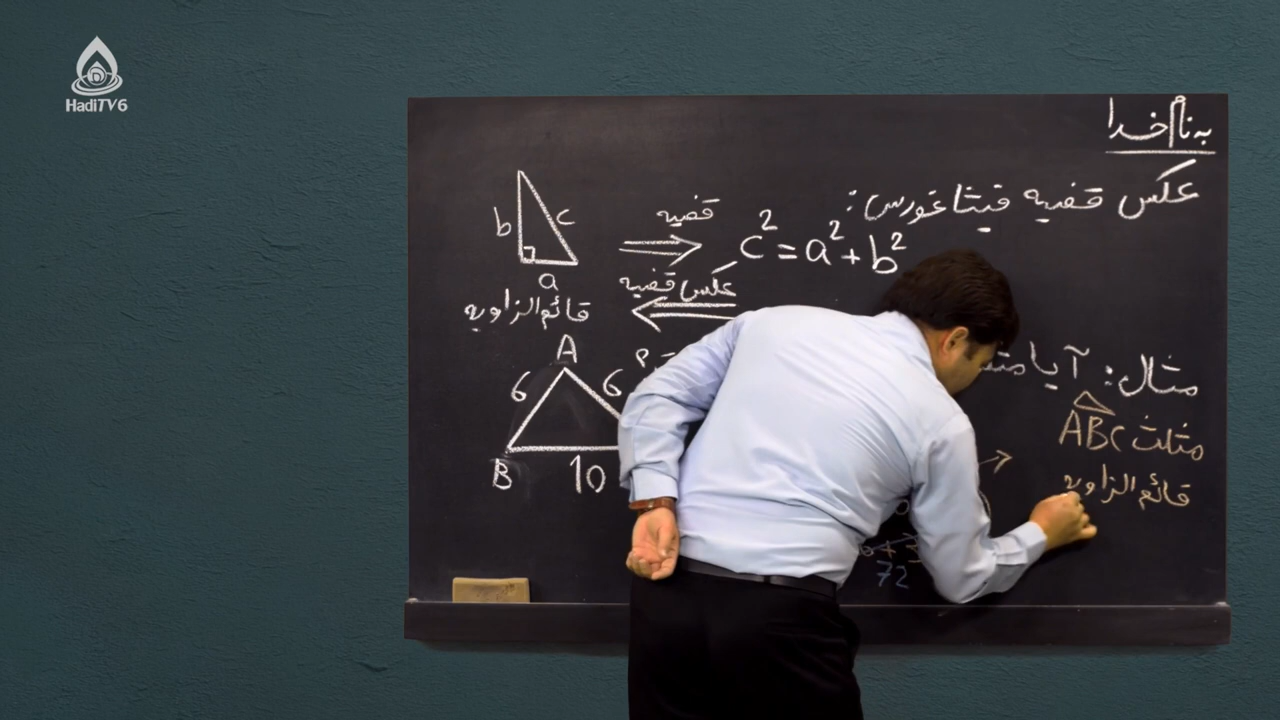 HadiTV6
به نام خدا
عکس قضیه فیثاغورس:
b
c
a
قضیه
c² = a² + b²
عکس قضیه
قائم الزاویه
مثال: آیا
A
6
6
B
10
مثلث ABC
قائم الزاویه
72